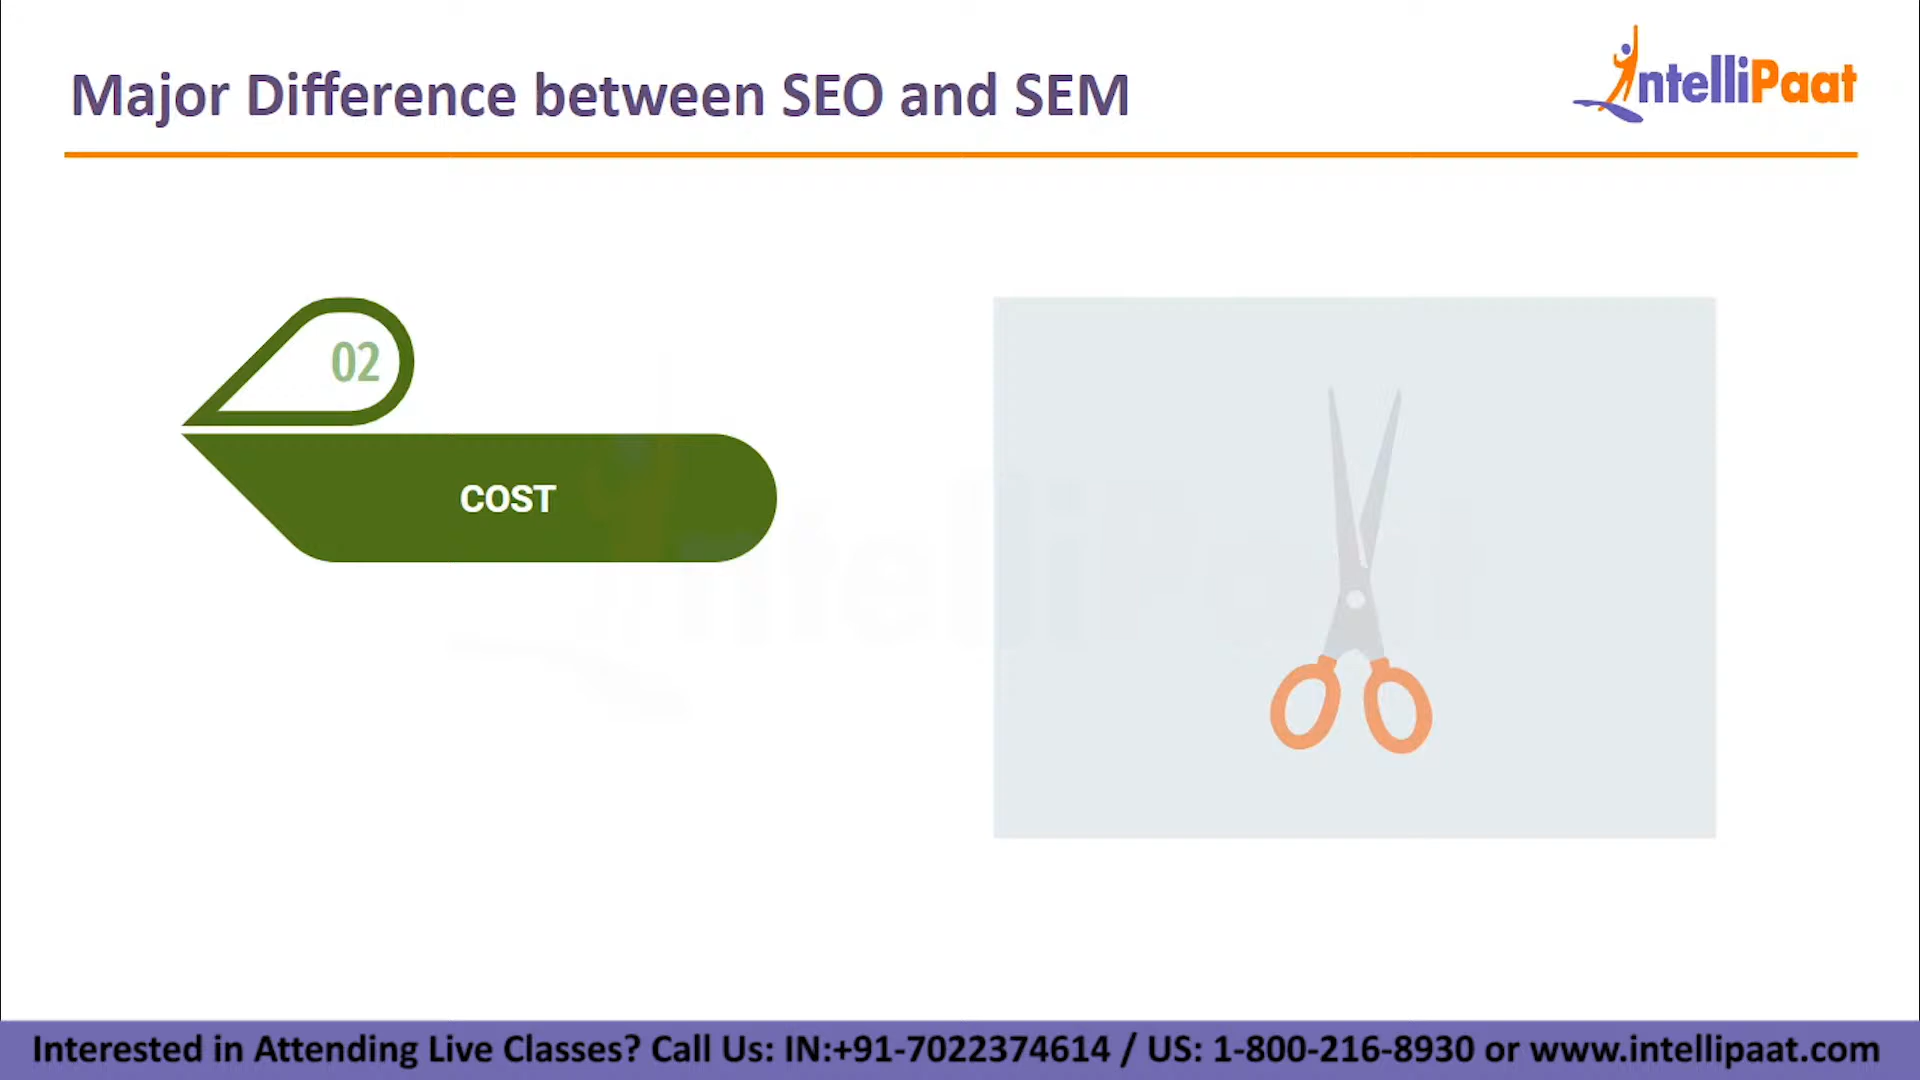 Major Difference between SEO and SEM
IntelliPaat
02
COST
IntelliPaat
Interested in Attending Live Classes? Call Us: IN:+91-7022374614 / US: 1-800-216-8930 or www.intellipaat.com